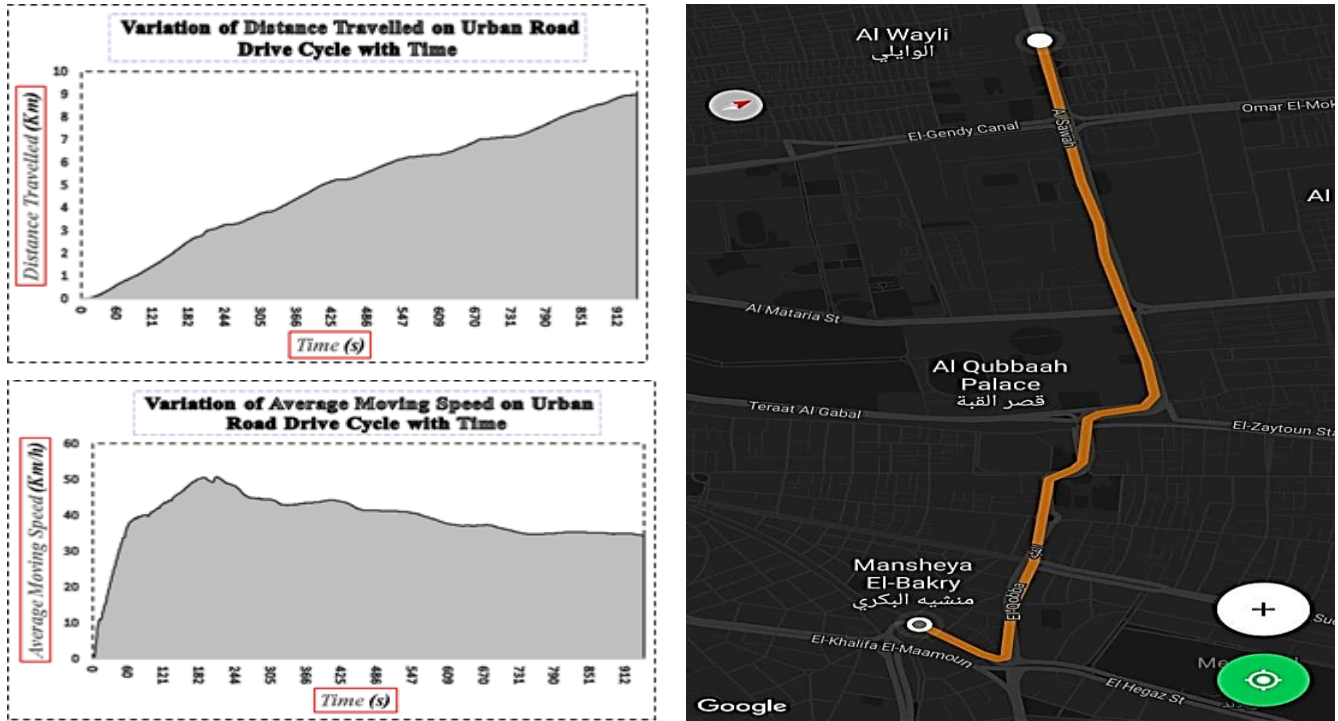 Variation of Distance Travelled on Urban Road
Drive Cycle with Time
Distance Travelled (Km)
10
9
8
7
6
5
4
3
2
1
0
0 60 121 182 244 305 366 425 486 547 609 670 731 790 851 912
Time (s)
Variation of Average Moving Speed on Urban
Road Drive Cycle with Time
Average Moving Speed (Km/h)
60
50
40
30
20
10
0
0 60 121 182 244 305 366 425 486 547 609 670 731 790 851 912
Time (s)
Al Wayli
الوايلي
Omar El-Mok
El-Gendy Canal
Al Sawah
Al
Al Mataria St
Al Qubbaah
Palace
قصر القبة
Teraat Al Gabal
El-Zaytoun Sta
Mansheya
El-Bakry
منشيه البكري
El-Qobba
El-Khalifa El-Maamoun
El Hegaz St
Sue
Google